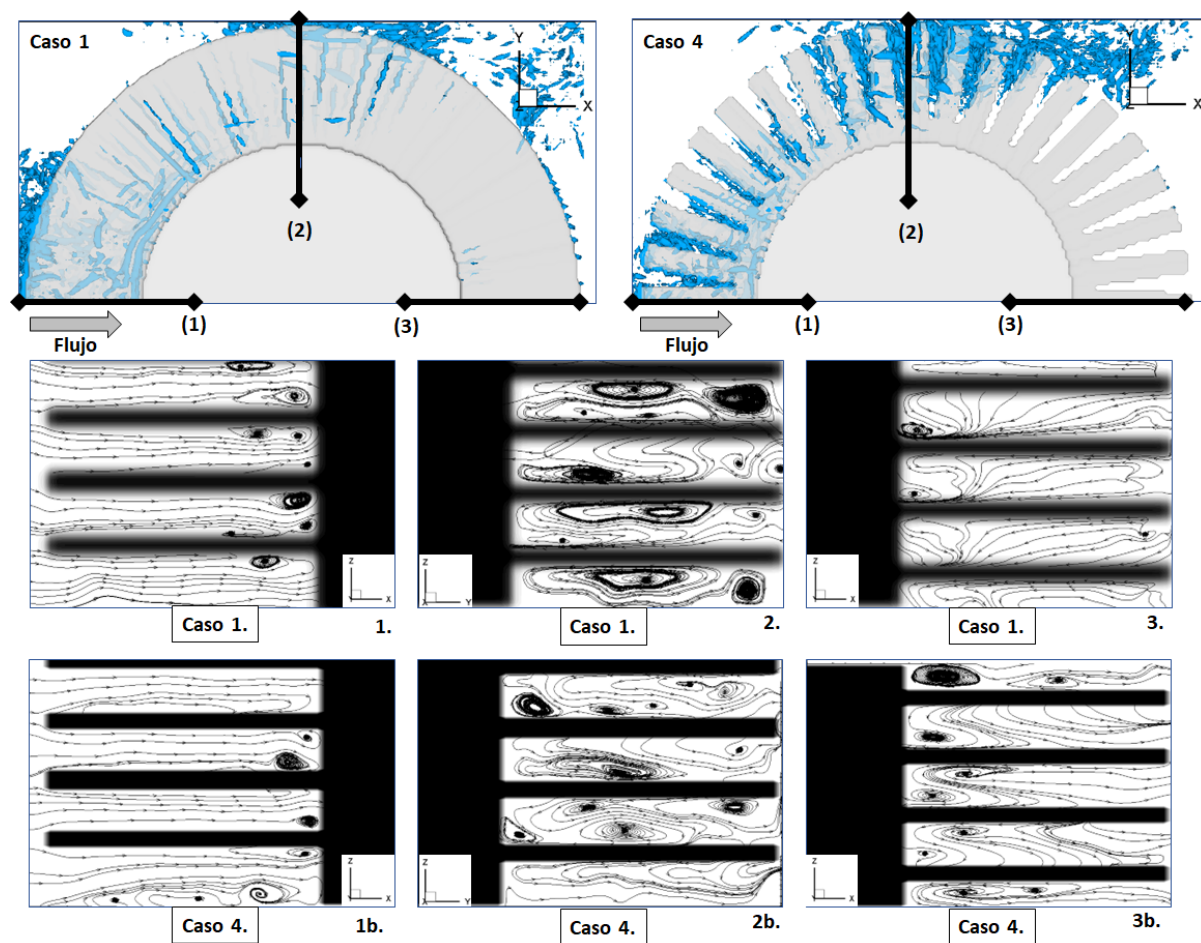 Caso 1
Y
X
(2)
(1)
(3)
Flujo
Caso 4
Y
X
(2)
(1)
(3)
Flujo
Z
X
Caso 1.
1.
Z
X
Y
Caso 1.
2.
Z
X
Caso 1.
3.
Z
X
Caso 4.
1b.
Z
X
Y
Caso 4.
2b.
Z
X
Caso 4.
3b.